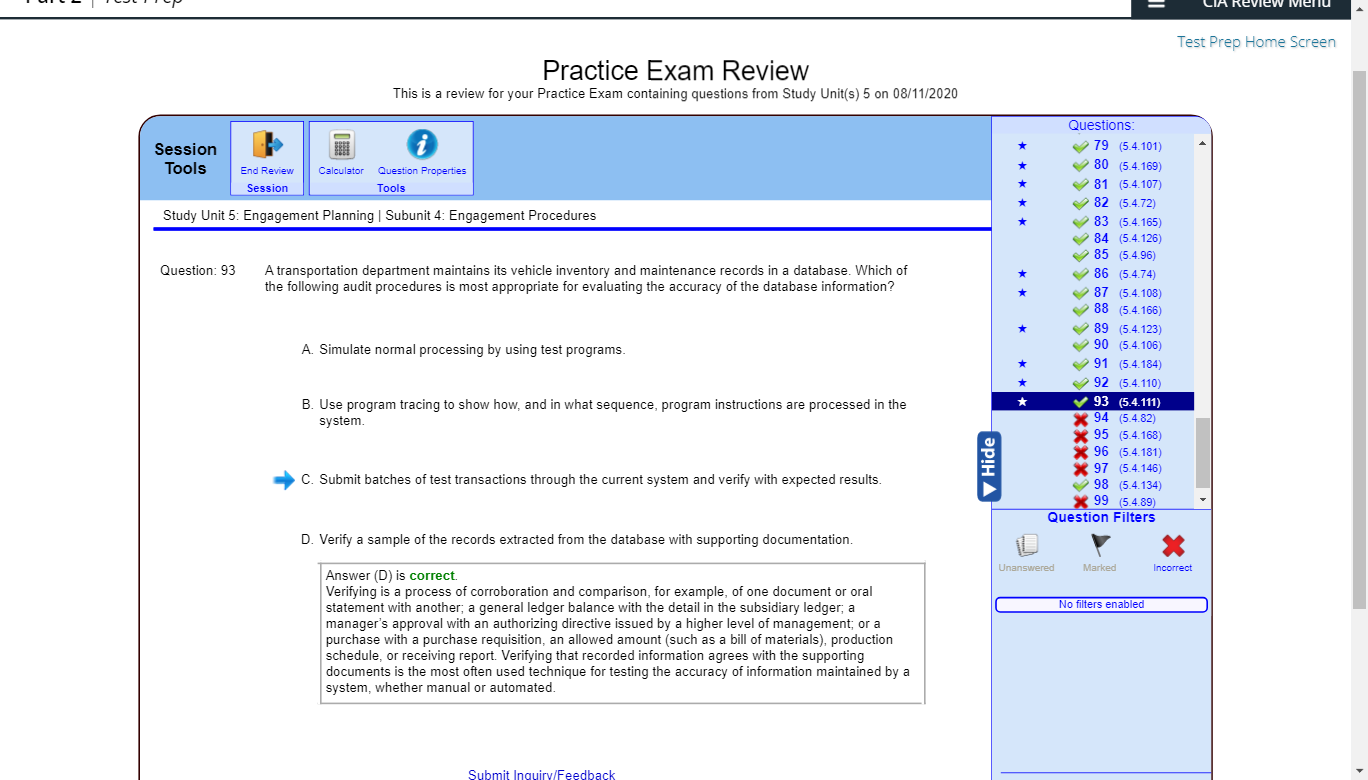 Part 2 | Test Prep
CIA Review Menu
Test Prep Home Screen
Practice Exam Review
This is a review for your Practice Exam containing questions from Study Unit(s) 5 on 08/11/2020
Session Tools
End Review
Session
Calculator
Question Properties
Tools
Study Unit 5: Engagement Planning | Subunit 4: Engagement Procedures
Question: 93
A transportation department maintains its vehicle inventory and maintenance records in a database. Which of
the following audit procedures is most appropriate for evaluating the accuracy of the database information?
A. Simulate normal processing by using test programs.
B. Use program tracing to show how, and in what sequence, program instructions are processed in the
system.
C. Submit batches of test transactions through the current system and verify with expected results.
D. Verify a sample of the records extracted from the database with supporting documentation.
Answer (D) is correct.
Verifying is a process of corroboration and comparison, for example, of one document or oral
statement with another; a general ledger balance with the detail in the subsidiary ledger; a
manager's approval with an authorizing directive issued by a higher level of management; or a
purchase with a purchase requisition, an allowed amount (such as a bill of materials), production
schedule, or receiving report. Verifying that recorded information agrees with the supporting
documents is the most often used technique for testing the accuracy of information maintained by a
system, whether manual or automated.
Submit Inquiry/Feedback
Questions:
79 (5.4.101)
80 (5.4.169)
81 (5.4.107)
82 (5.4.72)
83 (5.4.165)
84 (5.4.126)
85 (5.4.96)
86 (5.4.74)
87 (5.4.108)
88 (5.4.166)
89 (5.4.123)
90 (5.4.106)
91 (5.4.184)
92 (5.4.110)
93 (5.4.111)
94 (5.4.82)
95 (5.4.168)
96 (5.4.181)
97 (5.4.146)
98 (5.4.134)
99 (5.4.89)
Hide
Question Filters
Unanswered
Marked
Incorrect
No filters enabled